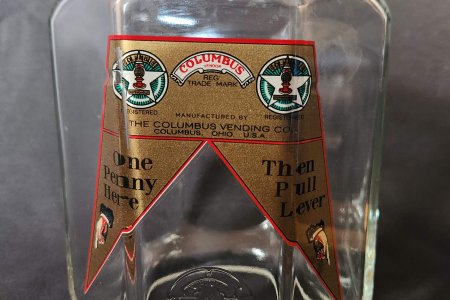 COLUMBUS
VENDOR
REG
TRADE MARK
REGISTERED
REGISTERED
MANUFACTURED BY
THE COLUMBUS VENDING CO.
COLUMBUS, OHIO, U.S.A.
One
Penny
Here
Then
Pull
Lever